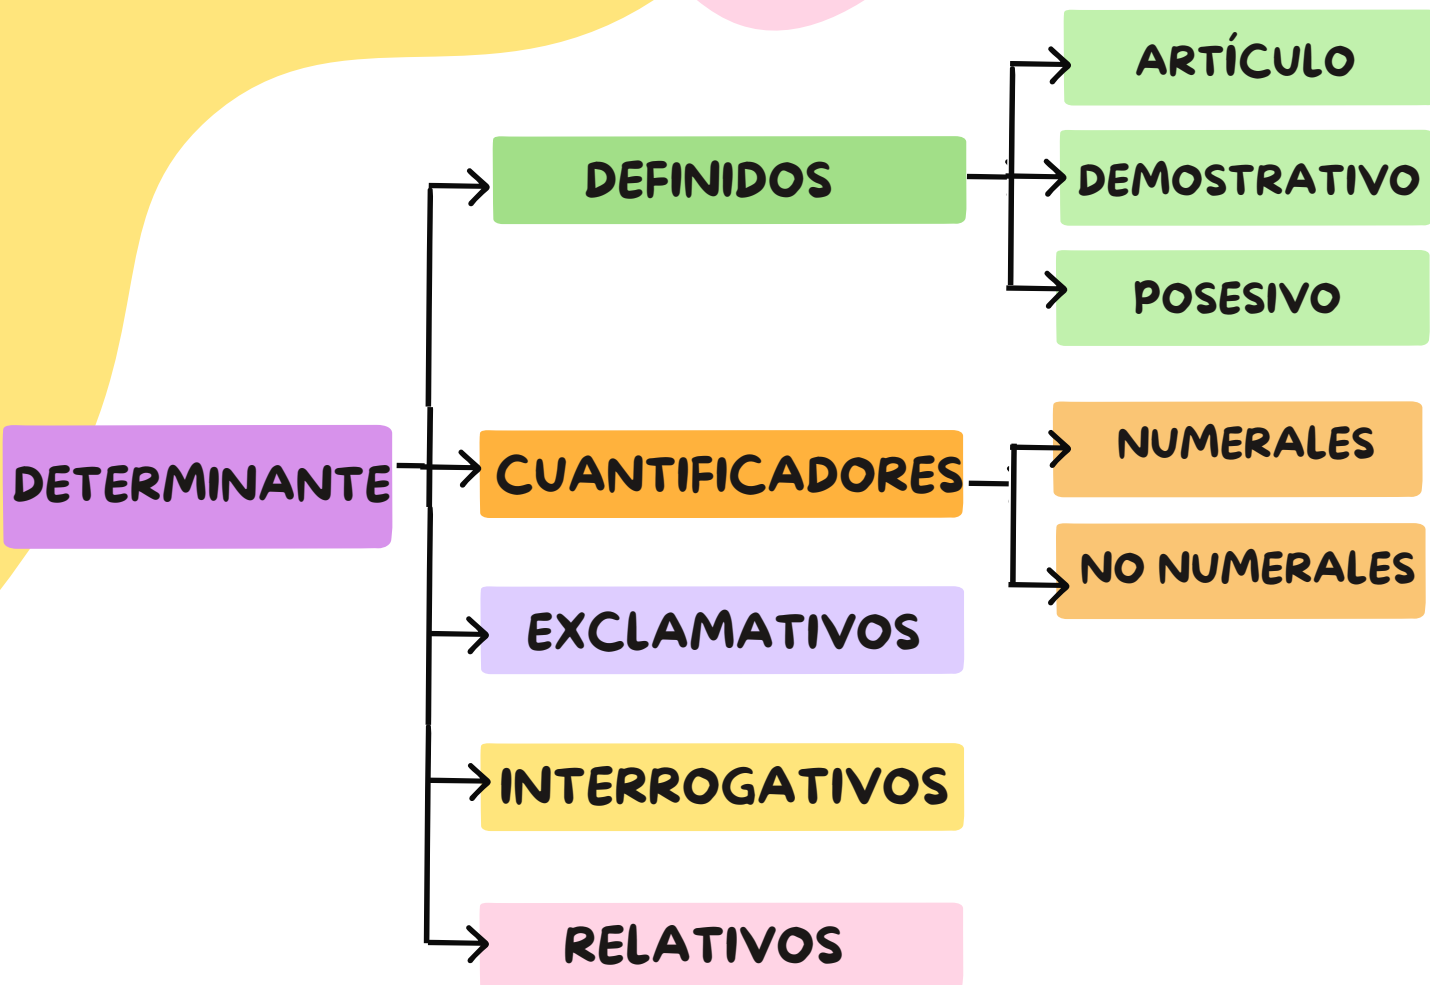 DETERMINANTE
DEFINIDOS
ARTÍCULO
DEMOSTRATIVO
POSESIVO
CUANTIFICADORES
NUMERALES
NO NUMERALES
EXCLAMATIVOS
INTERROGATIVOS
RELATIVOS